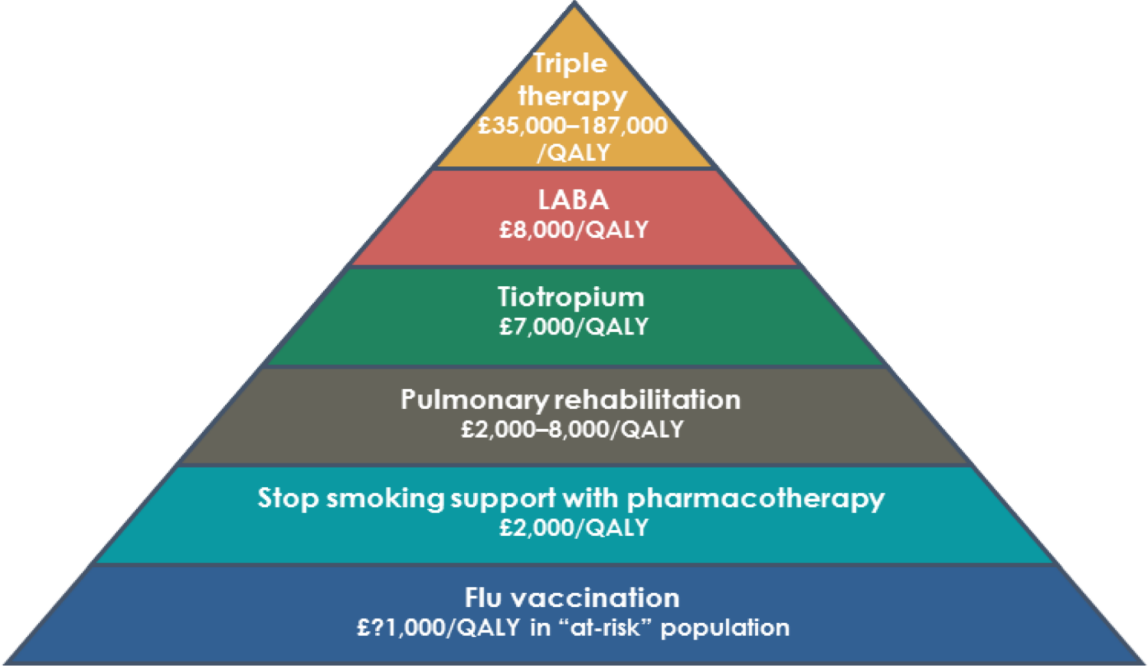 Triple
therapy
£35,000–187,000
/QALY
LABA
£8,000/QALY
Tiotropium
£7,000/QALY
Pulmonary rehabilitation
£2,000–8,000/QALY
Stop smoking support with pharmacotherapy
£2,000/QALY
Flu vaccination
£?1,000/QALY in “at-risk” population